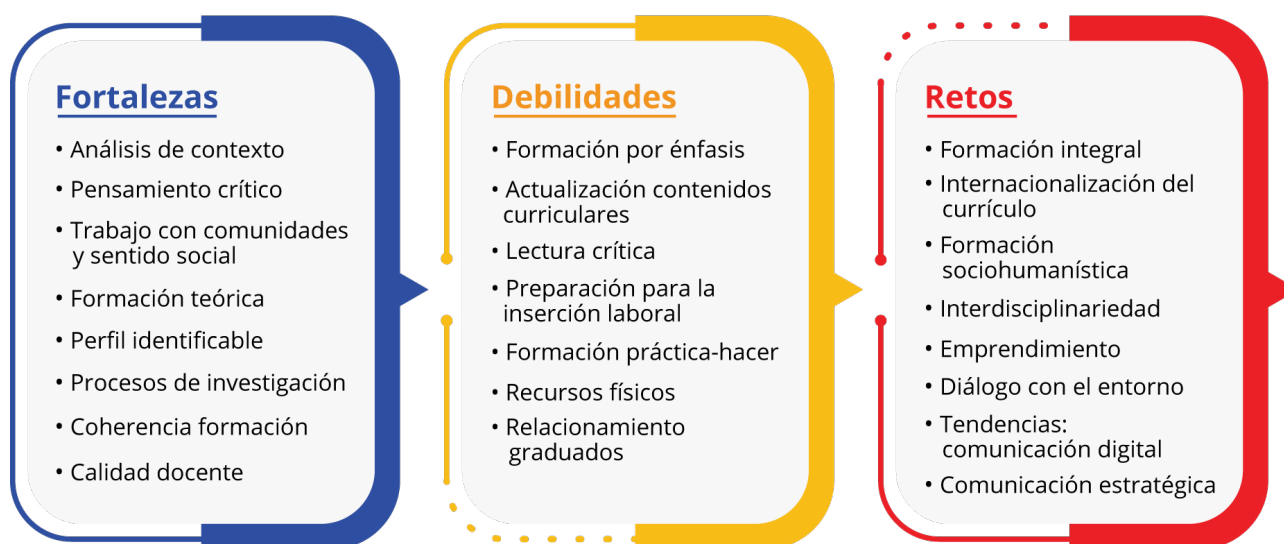 Fortalezas
• Análisis de contexto
• Pensamiento crítico
• Trabajo con comunidades
y sentido social
• Formación teórica
• Perfil identificable
• Procesos de investigación
• Coherencia formación
• Calidad docente
Debilidades
• Formación por énfasis
• Actualización contenidos
curriculares
• Lectura crítica
• Preparación para la
inserción laboral
• Formación práctica-hacer
• Recursos físicos
• Relacionamiento
graduados
Retos
• Formación integral
• Internacionalización del
currículo
• Formación
sociohumanística
• Interdisciplinariedad
• Emprendimiento
• Diálogo con el entorno
• Tendencias:
comunicación digital
• Comunicación estratégica